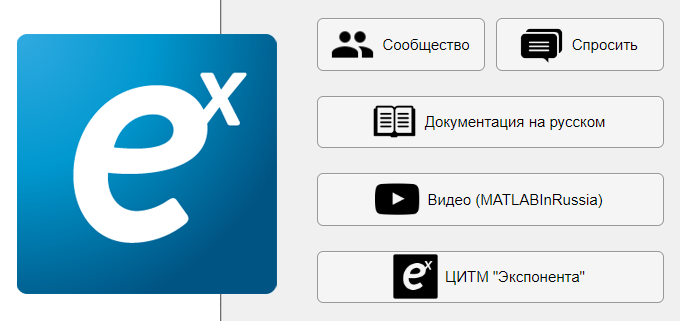 e^x
Сообщество
Спросить
Документация на русском
Видео (MATLABInRussia)
e^x ЦИТМ "Экспонента"